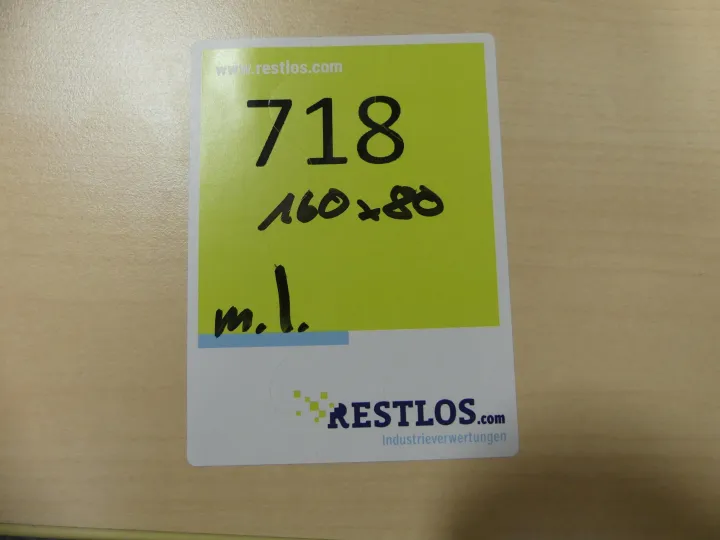 www.restlos.com
718
160x80
m.l.
RESTLOS.com
Industrieverwertungen